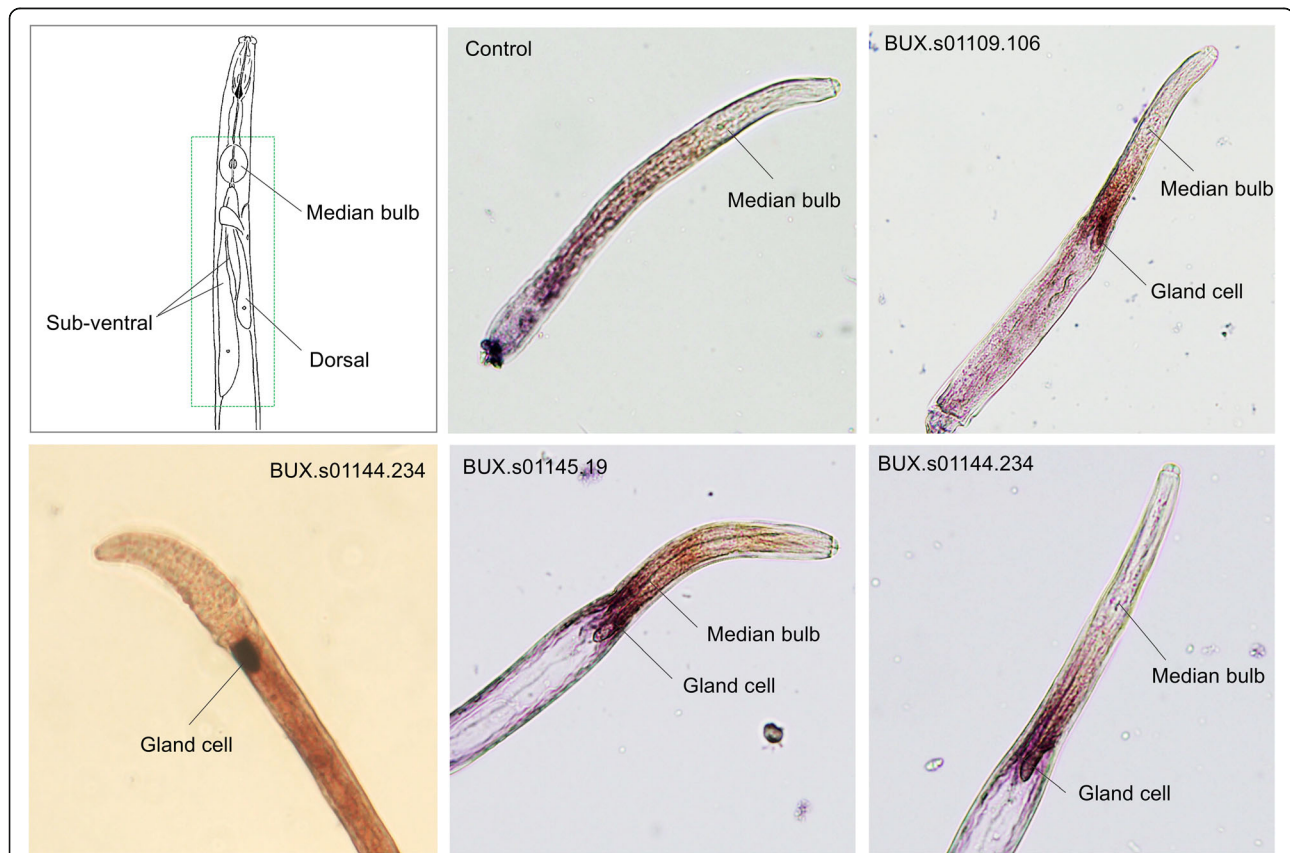 Median bulb
Sub-ventral
Dorsal
Control
Median bulb
BUX.s01109.106
Median bulb
Gland cell
BUX.s01144.234
Gland cell
BUX.s01145.19
Median bulb
Gland cell
BUX.s01144.234
Median bulb
Gland cell